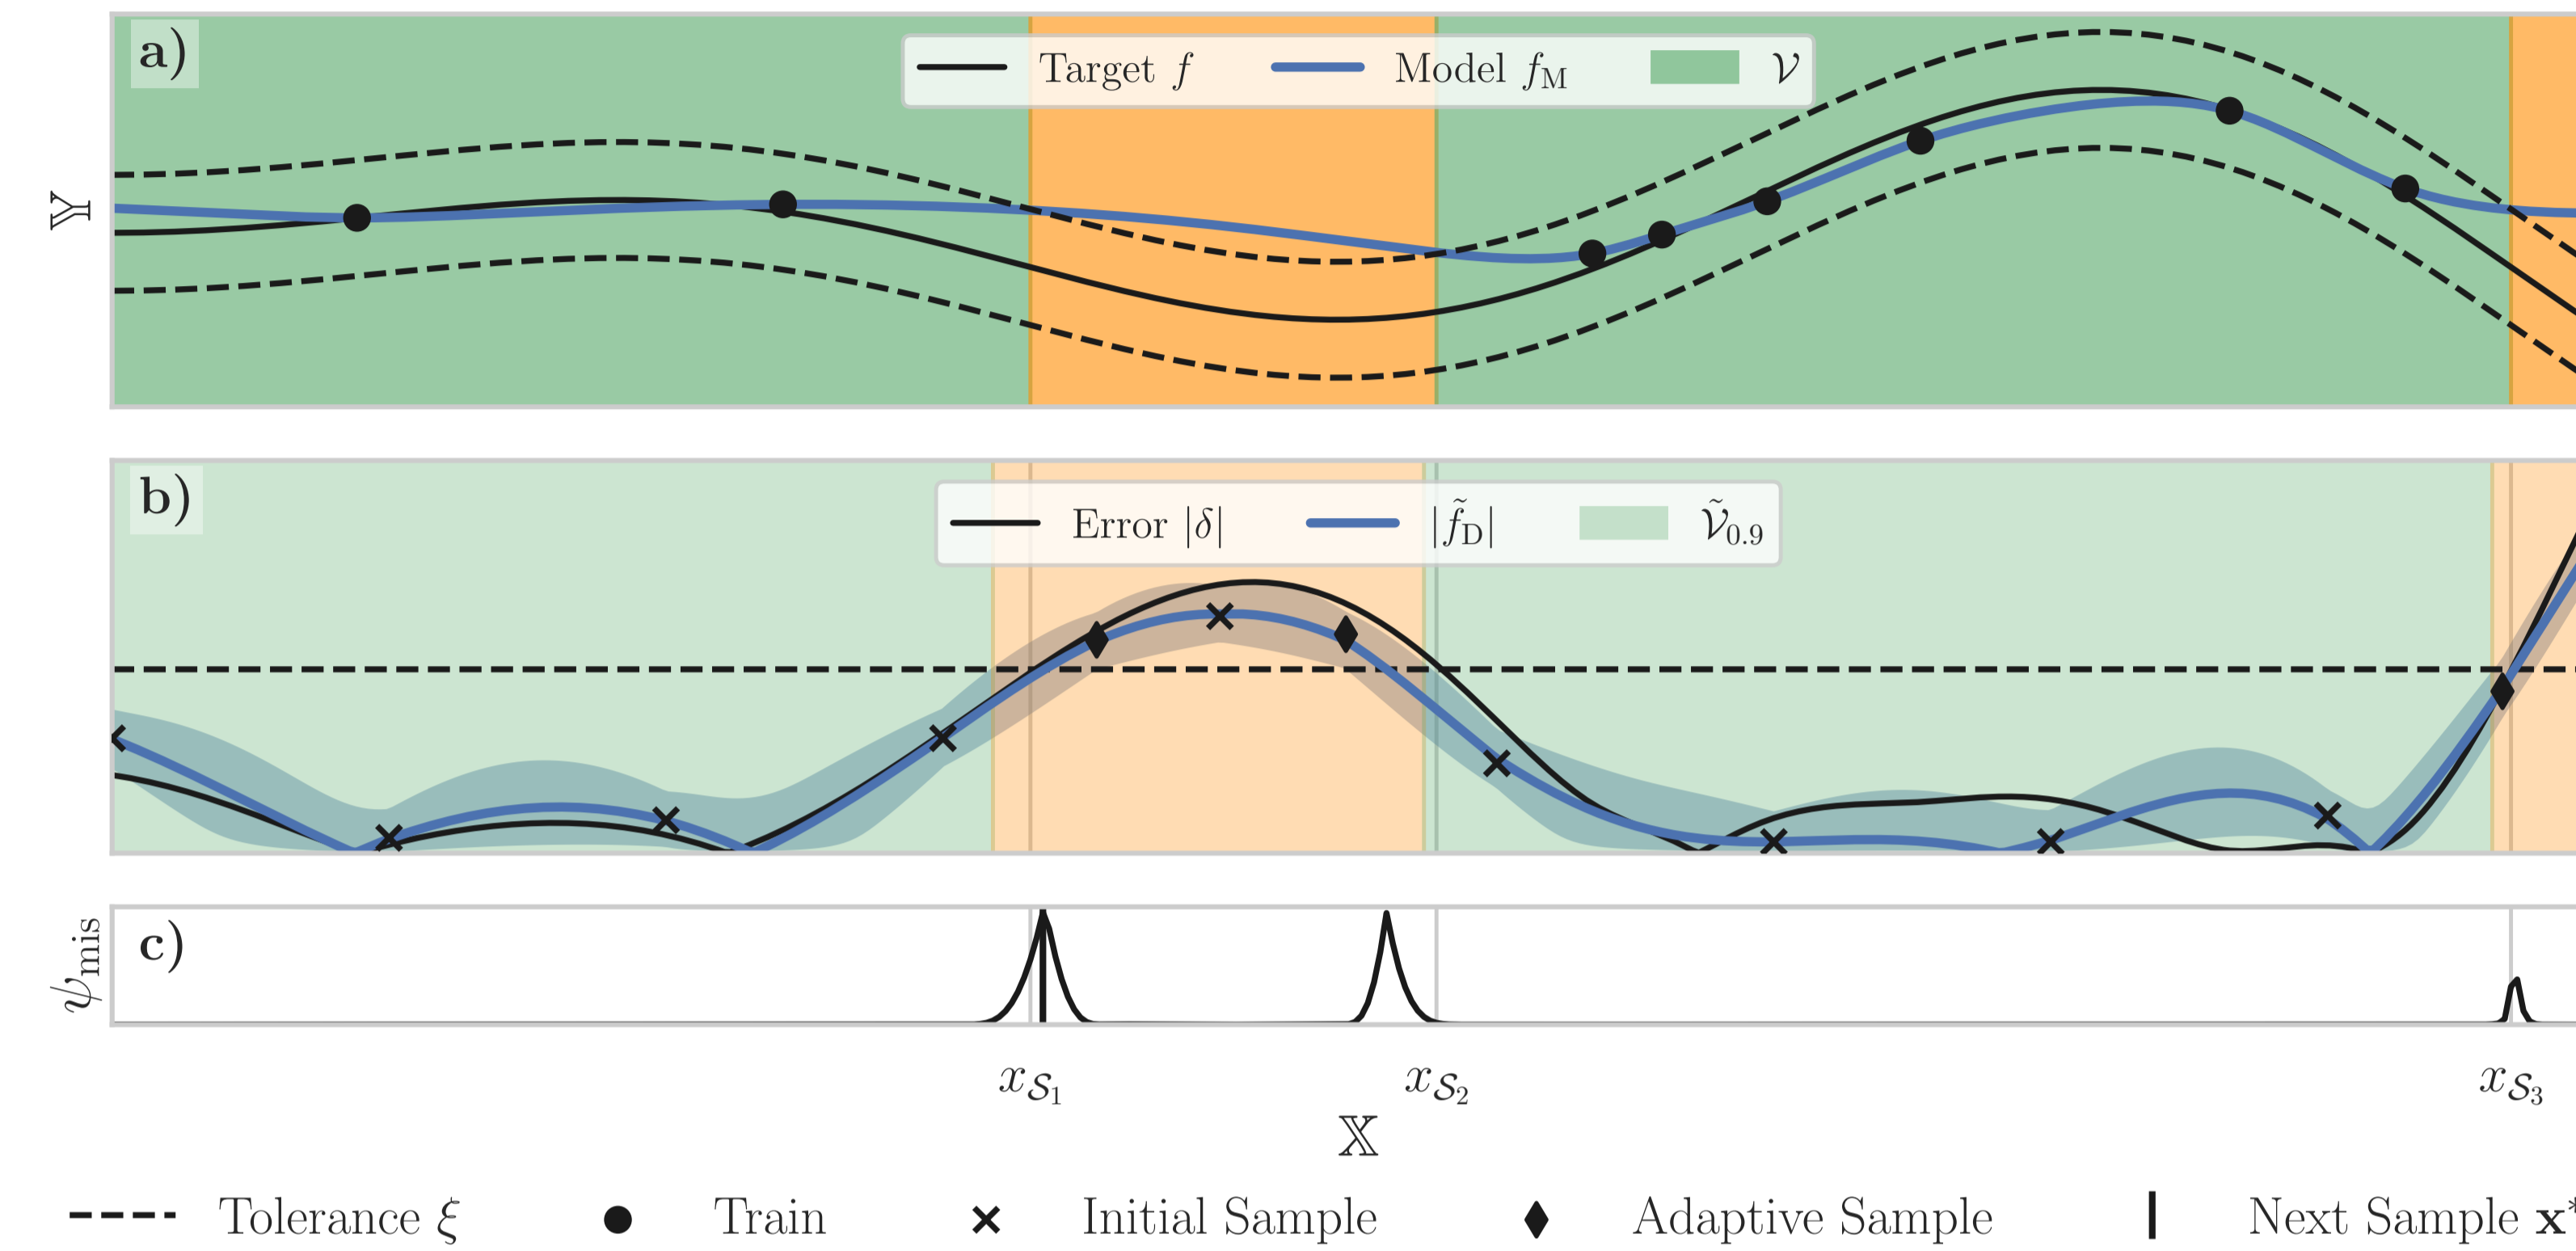 a)
Target f Model f_M 𝒱
𝕐
b)
Error |δ| |f̃_D| 𝒱̃_0.9
c)
ψ_mis
x_𝒮₁ x_𝒮₂ x_𝒮₃
𝕏
Tolerance ξ Train Initial Sample Adaptive Sample Next Sample x*